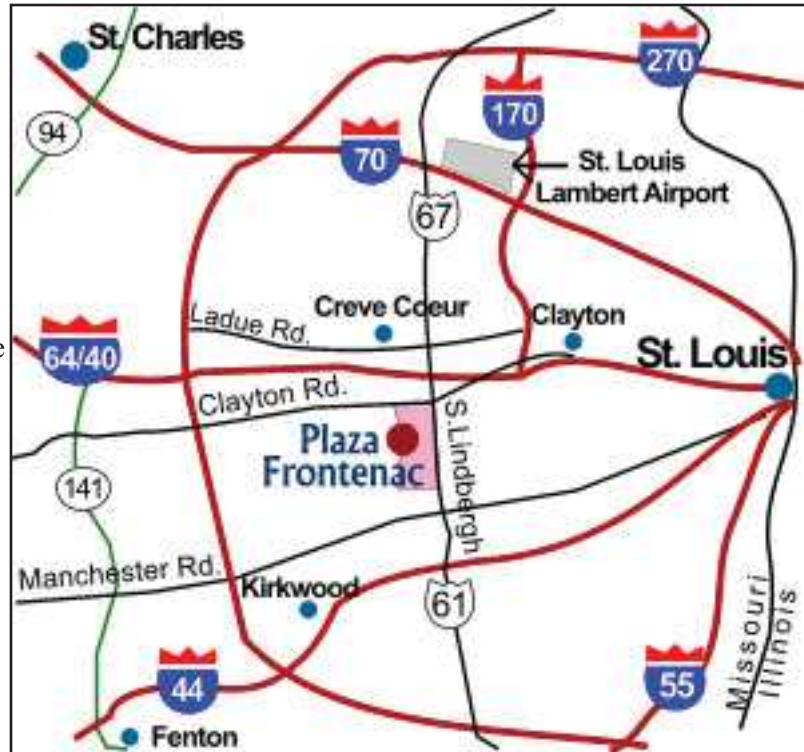 St. Charles
270
170
94
70
St. Louis
Lambert Airport
67
Creve Coeur
Ladue Rd.
Clayton
e
64/40
St. Louis
Clayton Rd.
Plaza
Frontenac
S.Lindbergh
141
Manchester Rd.
Kirkwood
61
Missouri
Illinois
44
55
Fenton